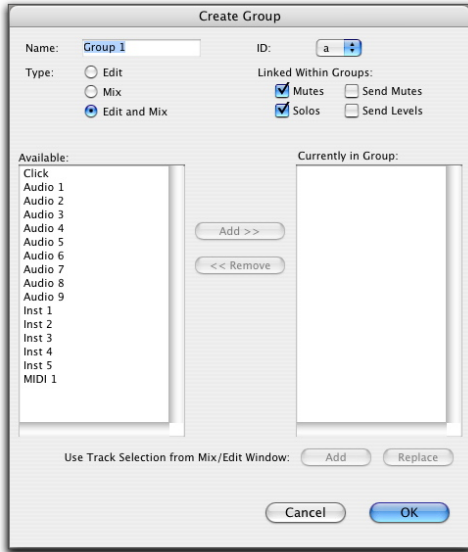 Create Group
Name: Group 1 ID: a
Type: Edit Linked Within Groups:
Mix Mutes Send Mutes
Edit and Mix Solos Send Levels
Available: Currently in Group:
Click
Audio 1
Audio 2
Audio 3
Audio 4
Audio 5
Audio 6
Audio 7
Audio 8
Audio 9
Inst 1
Inst 2
Inst 3
Inst 4
Inst 5
MIDI 1
Add >>
<< Remove
Use Track Selection from Mix/Edit Window: Add Replace
Cancel OK